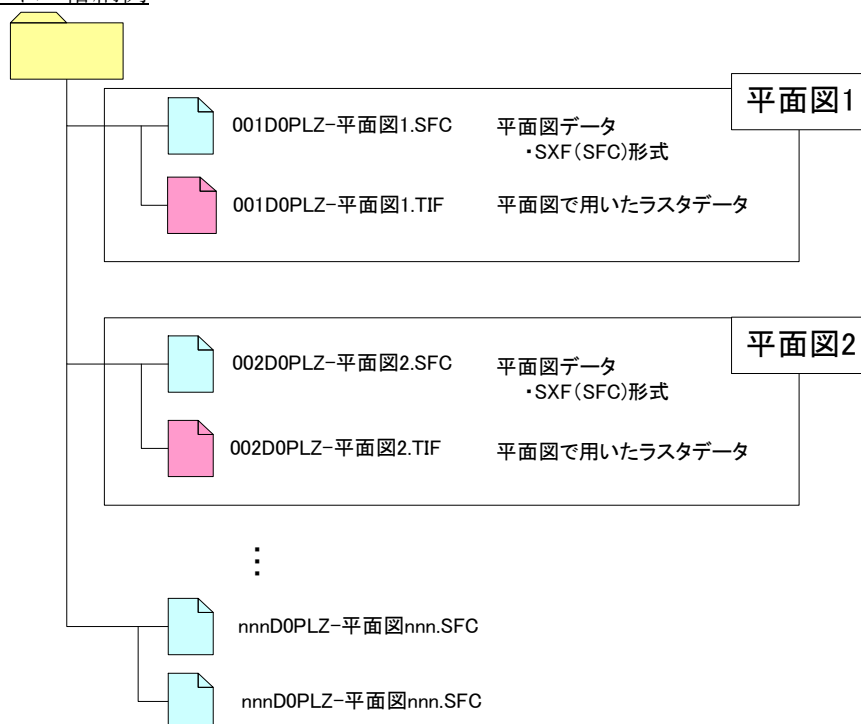 平面図1
001D0PLZ-平面図1.SFC 平面図データ
・SXF(SFC)形式
001D0PLZ-平面図1.TIF 平面図で用いたラスタデータ
平面図2
002D0PLZ-平面図2.SFC 平面図データ
・SXF(SFC)形式
002D0PLZ-平面図2.TIF 平面図で用いたラスタデータ
⋮
nnnD0PLZ-平面図nnn.SFC
nnnD0PLZ-平面図nnn.SFC